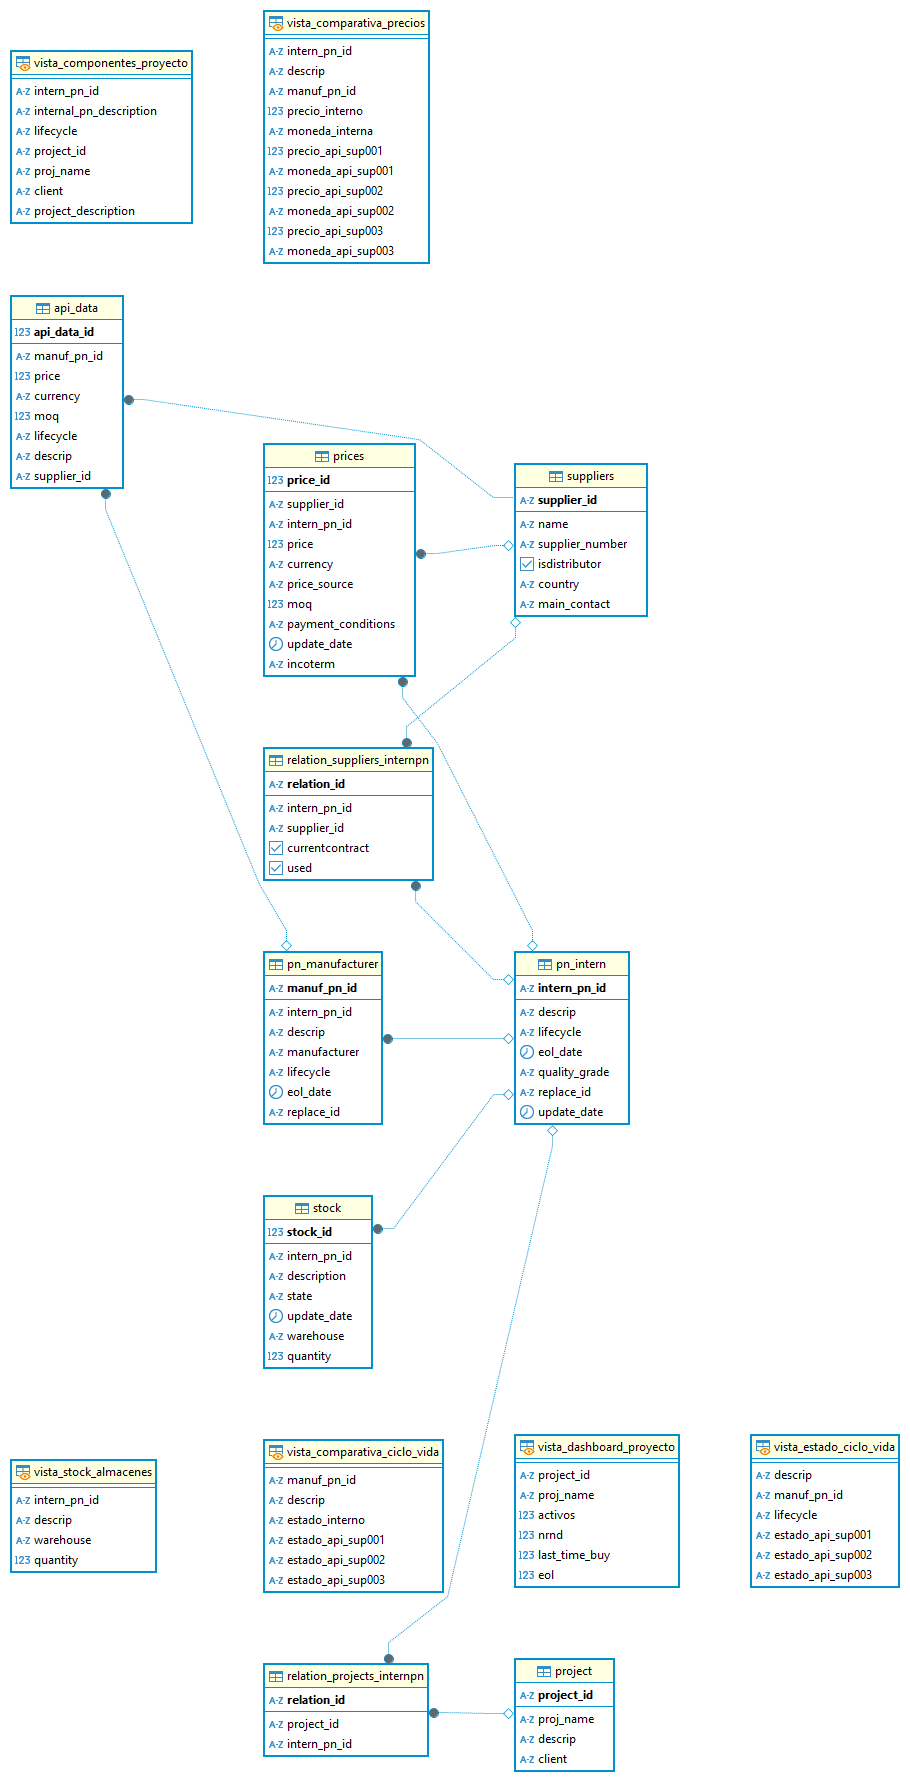 vista_comparativa_precios
A-Z intern_pn_id
A-Z descrip
A-Z manuf_pn_id
123 precio_interno
A-Z moneda_interna
123 precio_api_sup001
A-Z moneda_api_sup001
123 precio_api_sup002
A-Z moneda_api_sup002
123 precio_api_sup003
A-Z moneda_api_sup003
vista_componentes_proyecto
A-Z intern_pn_id
A-Z internal_pn_description
A-Z lifecycle
A-Z project_id
A-Z proj_name
A-Z client
A-Z project_description
api_data
123 api_data_id
A-Z manuf_pn_id
123 price
A-Z currency
123 moq
A-Z lifecycle
A-Z descrip
A-Z supplier_id
prices
123 price_id
A-Z supplier_id
A-Z intern_pn_id
123 price
A-Z currency
A-Z price_source
123 moq
A-Z payment_conditions
update_date
A-Z incoterm
suppliers
A-Z supplier_id
A-Z name
A-Z supplier_number
isdistributor
A-Z country
A-Z main_contact
relation_suppliers_internpn
A-Z relation_id
A-Z intern_pn_id
A-Z supplier_id
currentcontract
used
pn_manufacturer
A-Z manuf_pn_id
A-Z intern_pn_id
A-Z descrip
A-Z manufacturer
A-Z lifecycle
eol_date
A-Z replace_id
pn_intern
A-Z intern_pn_id
A-Z descrip
A-Z lifecycle
eol_date
A-Z quality_grade
A-Z replace_id
update_date
stock
123 stock_id
A-Z intern_pn_id
A-Z description
A-Z state
update_date
A-Z warehouse
123 quantity
vista_stock_almacenes
A-Z intern_pn_id
A-Z descrip
A-Z warehouse
123 quantity
vista_comparativa_ciclo_vida
A-Z manuf_pn_id
A-Z descrip
A-Z estado_interno
A-Z estado_api_sup001
A-Z estado_api_sup002
A-Z estado_api_sup003
vista_dashboard_proyecto
A-Z project_id
A-Z proj_name
123 activos
123 nrnd
123 last_time_buy
123 eol
vista_estado_ciclo_vida
A-Z descrip
A-Z manuf_pn_id
A-Z lifecycle
A-Z estado_api_sup001
A-Z estado_api_sup002
A-Z estado_api_sup003
relation_projects_internpn
A-Z relation_id
A-Z project_id
A-Z intern_pn_id
project
A-Z project_id
A-Z proj_name
A-Z descrip
A-Z client